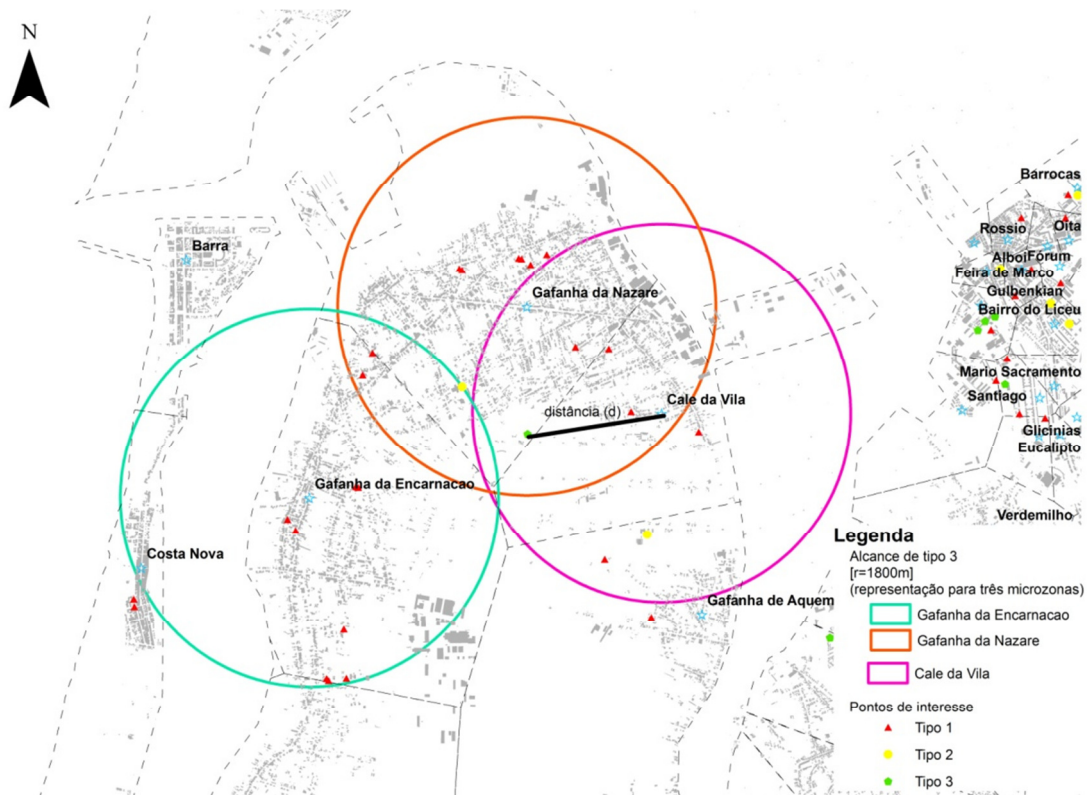 N
Barra
Gafanha da Nazare
Cale da Vila
distância (d)
Gafanha da Encarnacao
Costa Nova
Gafanha de Aquem
Barrocas
Rossio
Oita
Alboi
Fórum
Feira de Marco
Gulbenkian
Bairro do Liceu
Mario Sacramento
Santiago
Glicinias
Eucalipto
Verdemilho
Legenda
Alcance de tipo 3
[r=1800m]
(representação para três microzonas)
Gafanha da Encarnacao
Gafanha da Nazare
Cale da Vila
Pontos de interesse
Tipo 1
Tipo 2
Tipo 3